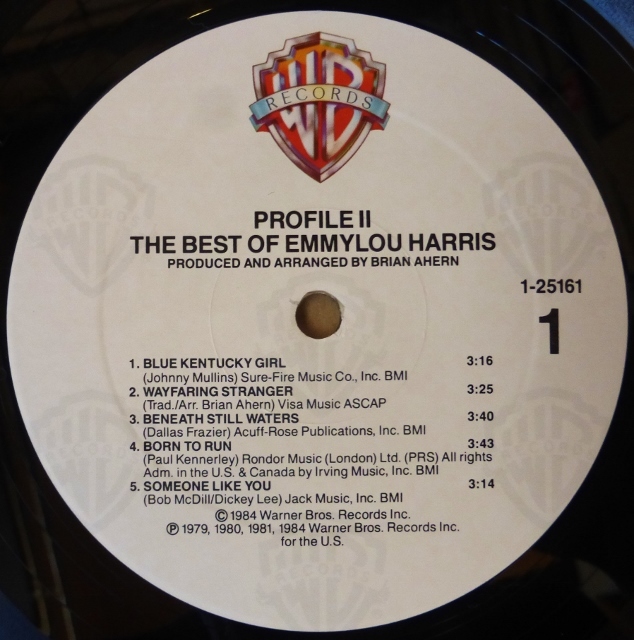 WB
RECORDS
PROFILE II
THE BEST OF EMMYLOU HARRIS
PRODUCED AND ARRANGED BY BRIAN AHERN
1-25161
1
1. BLUE KENTUCKY GIRL 3:16
(Johnny Mullins) Sure-Fire Music Co., Inc. BMI
2. WAYFARING STRANGER 3:25
(Trad./Arr. Brian Ahern) Visa Music ASCAP
3. BENEATH STILL WATERS 3:40
(Dallas Frazier) Acuff-Rose Publications, Inc. BMI
4. BORN TO RUN 3:43
(Paul Kennerley) Rondor Music (London) Ltd. (PRS) All rights
Adm. in the U.S. & Canada by Irving Music, Inc. BMI
5. SOMEONE LIKE YOU 3:14
(Bob McDill/Dickey Lee) Jack Music, Inc. BMI
© 1984 Warner Bros. Records Inc.
℗ 1979, 1980, 1981, 1984 Warner Bros. Records Inc.
for the U.S.